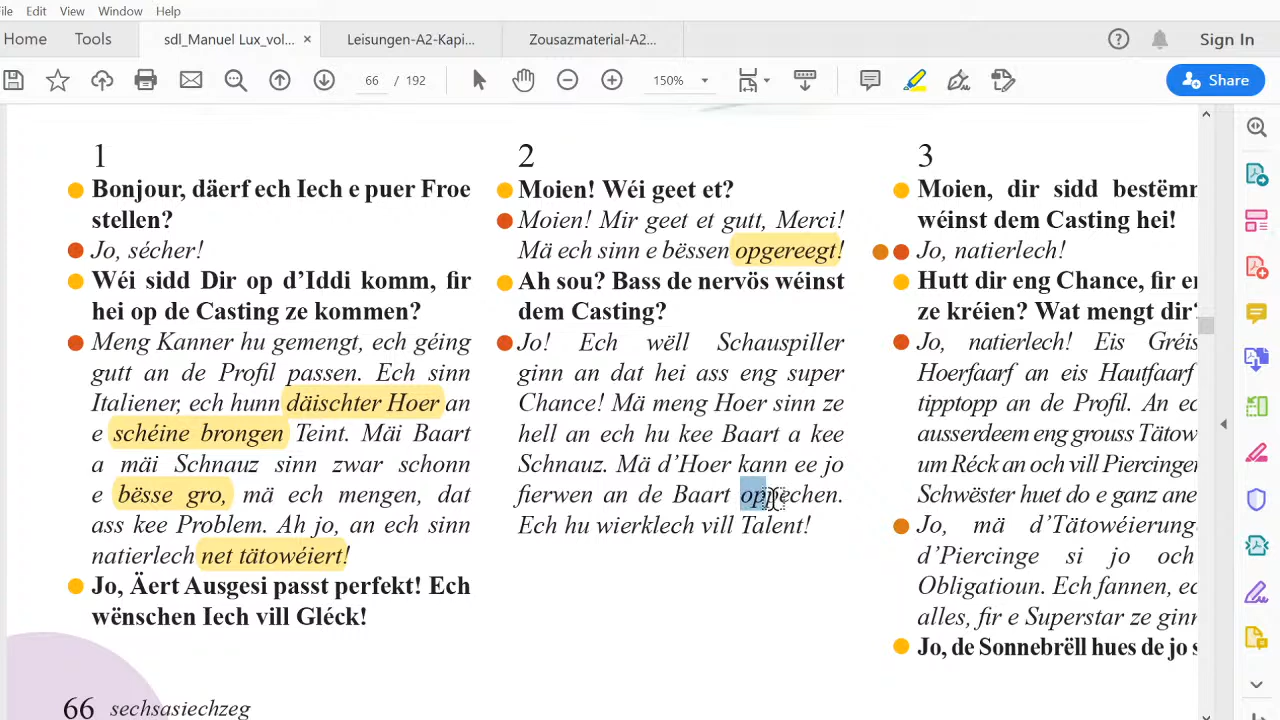 File Edit View Window Help
Home Tools sdl_Manuel Lux_vol... × Leisungen-A2-Kapi... Zousazmaterial-A2... Sign In
66 / 192 150% Share
1
Bonjour, däerf ech Iech e puer Froe
stellen?
Jo, sécher!
Wéi sidd Dir op d'Iddi komm, fir
hei op de Casting ze kommen?
Meng Kanner hu gemengt, ech géing
gutt an de Profil passen. Ech sinn
Italiener, ech hunn däischter Hoer an
e schéine brongen Teint. Mäi Baart
a mäi Schnauz sinn zwar schonn
e bësse gro, mä ech mengen, dat
ass kee Problem. Ah jo, an ech sinn
natierlech net tätowéiert!
Jo, Äert Ausgesi passt perfekt! Ech
wënschen Iech vill Gléck!
2
Moien! Wéi geet et?
Moien! Mir geet et gutt, Merci!
Mä ech sinn e bëssen opgereegt!
Ah sou? Bass de nervös wéinst
dem Casting?
Jo! Ech wëll Schauspiller
ginn an dat hei ass eng super
Chance! Mä meng Hoer sinn ze
hell an ech hu kee Baart a kee
Schnauz. Mä d'Hoer kann ee jo
fierwen an de Baart oppechen.
Ech hu wierklech vill Talent!
3
Moien, dir sidd bestëmm
wéinst dem Casting hei!
Jo, natierlech!
Hutt dir eng Chance, fir en
ze kréien? Wat mengt dir?
Jo, natierlech! Eis Gréis
Hoerfaarf an eis Hautfaarf
tipptopp an de Profil. An ec
ausserdeem eng grouss Tätow
um Réck an och vill Piercinger
Schwëster huet do e ganz ane
Jo, mä d'Tätowéierung
d'Piercinge si jo och
Obligatioun. Ech fannen, ec
alles, fir e Superstar ze ginn
Jo, de Sonnebrëll hues de jo s
66 sechsasiechzeg